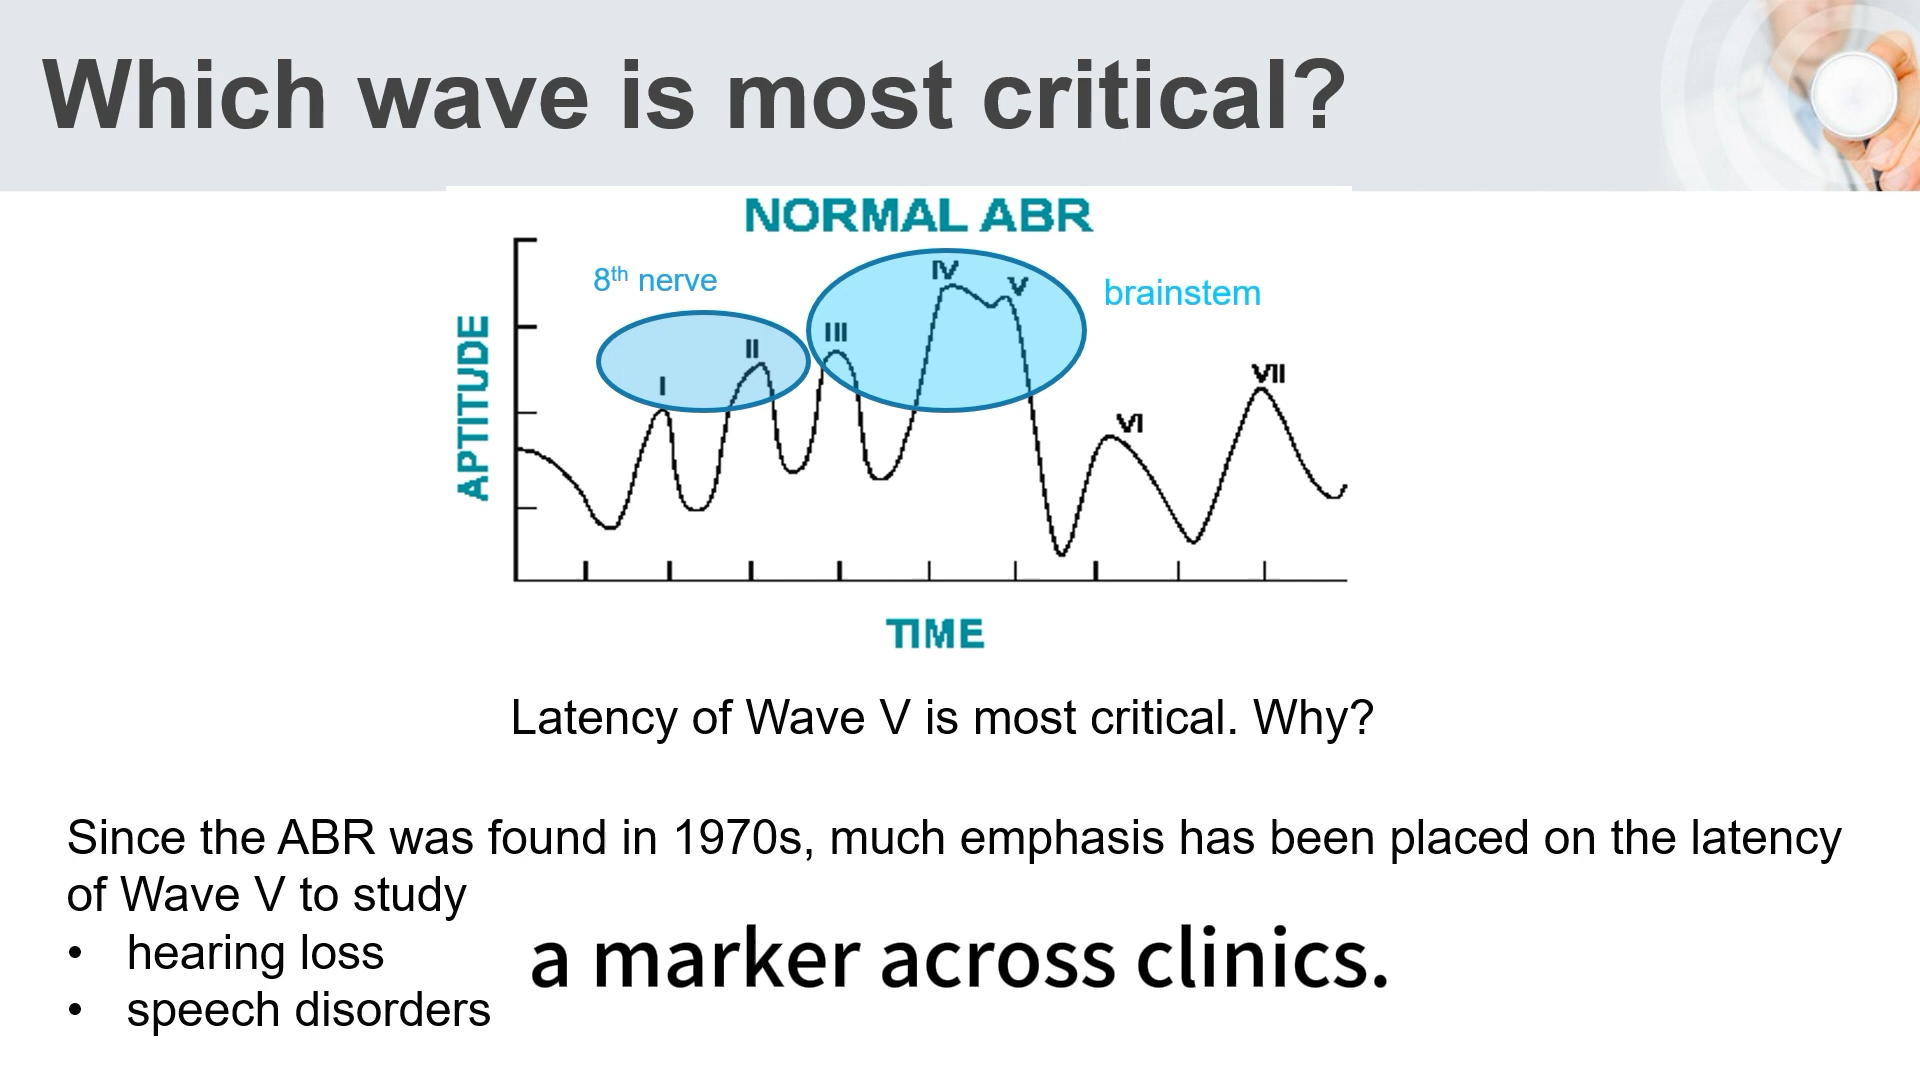 Which wave is most critical?
NORMAL ABR
8th nerve
brainstem
I
II
III
IV
V
VI
VII
APTITUDE
TIME
Latency of Wave V is most critical. Why?
Since the ABR was found in 1970s, much emphasis has been placed on the latency
of Wave V to study
• hearing loss
• speech disorders
a marker across clinics.